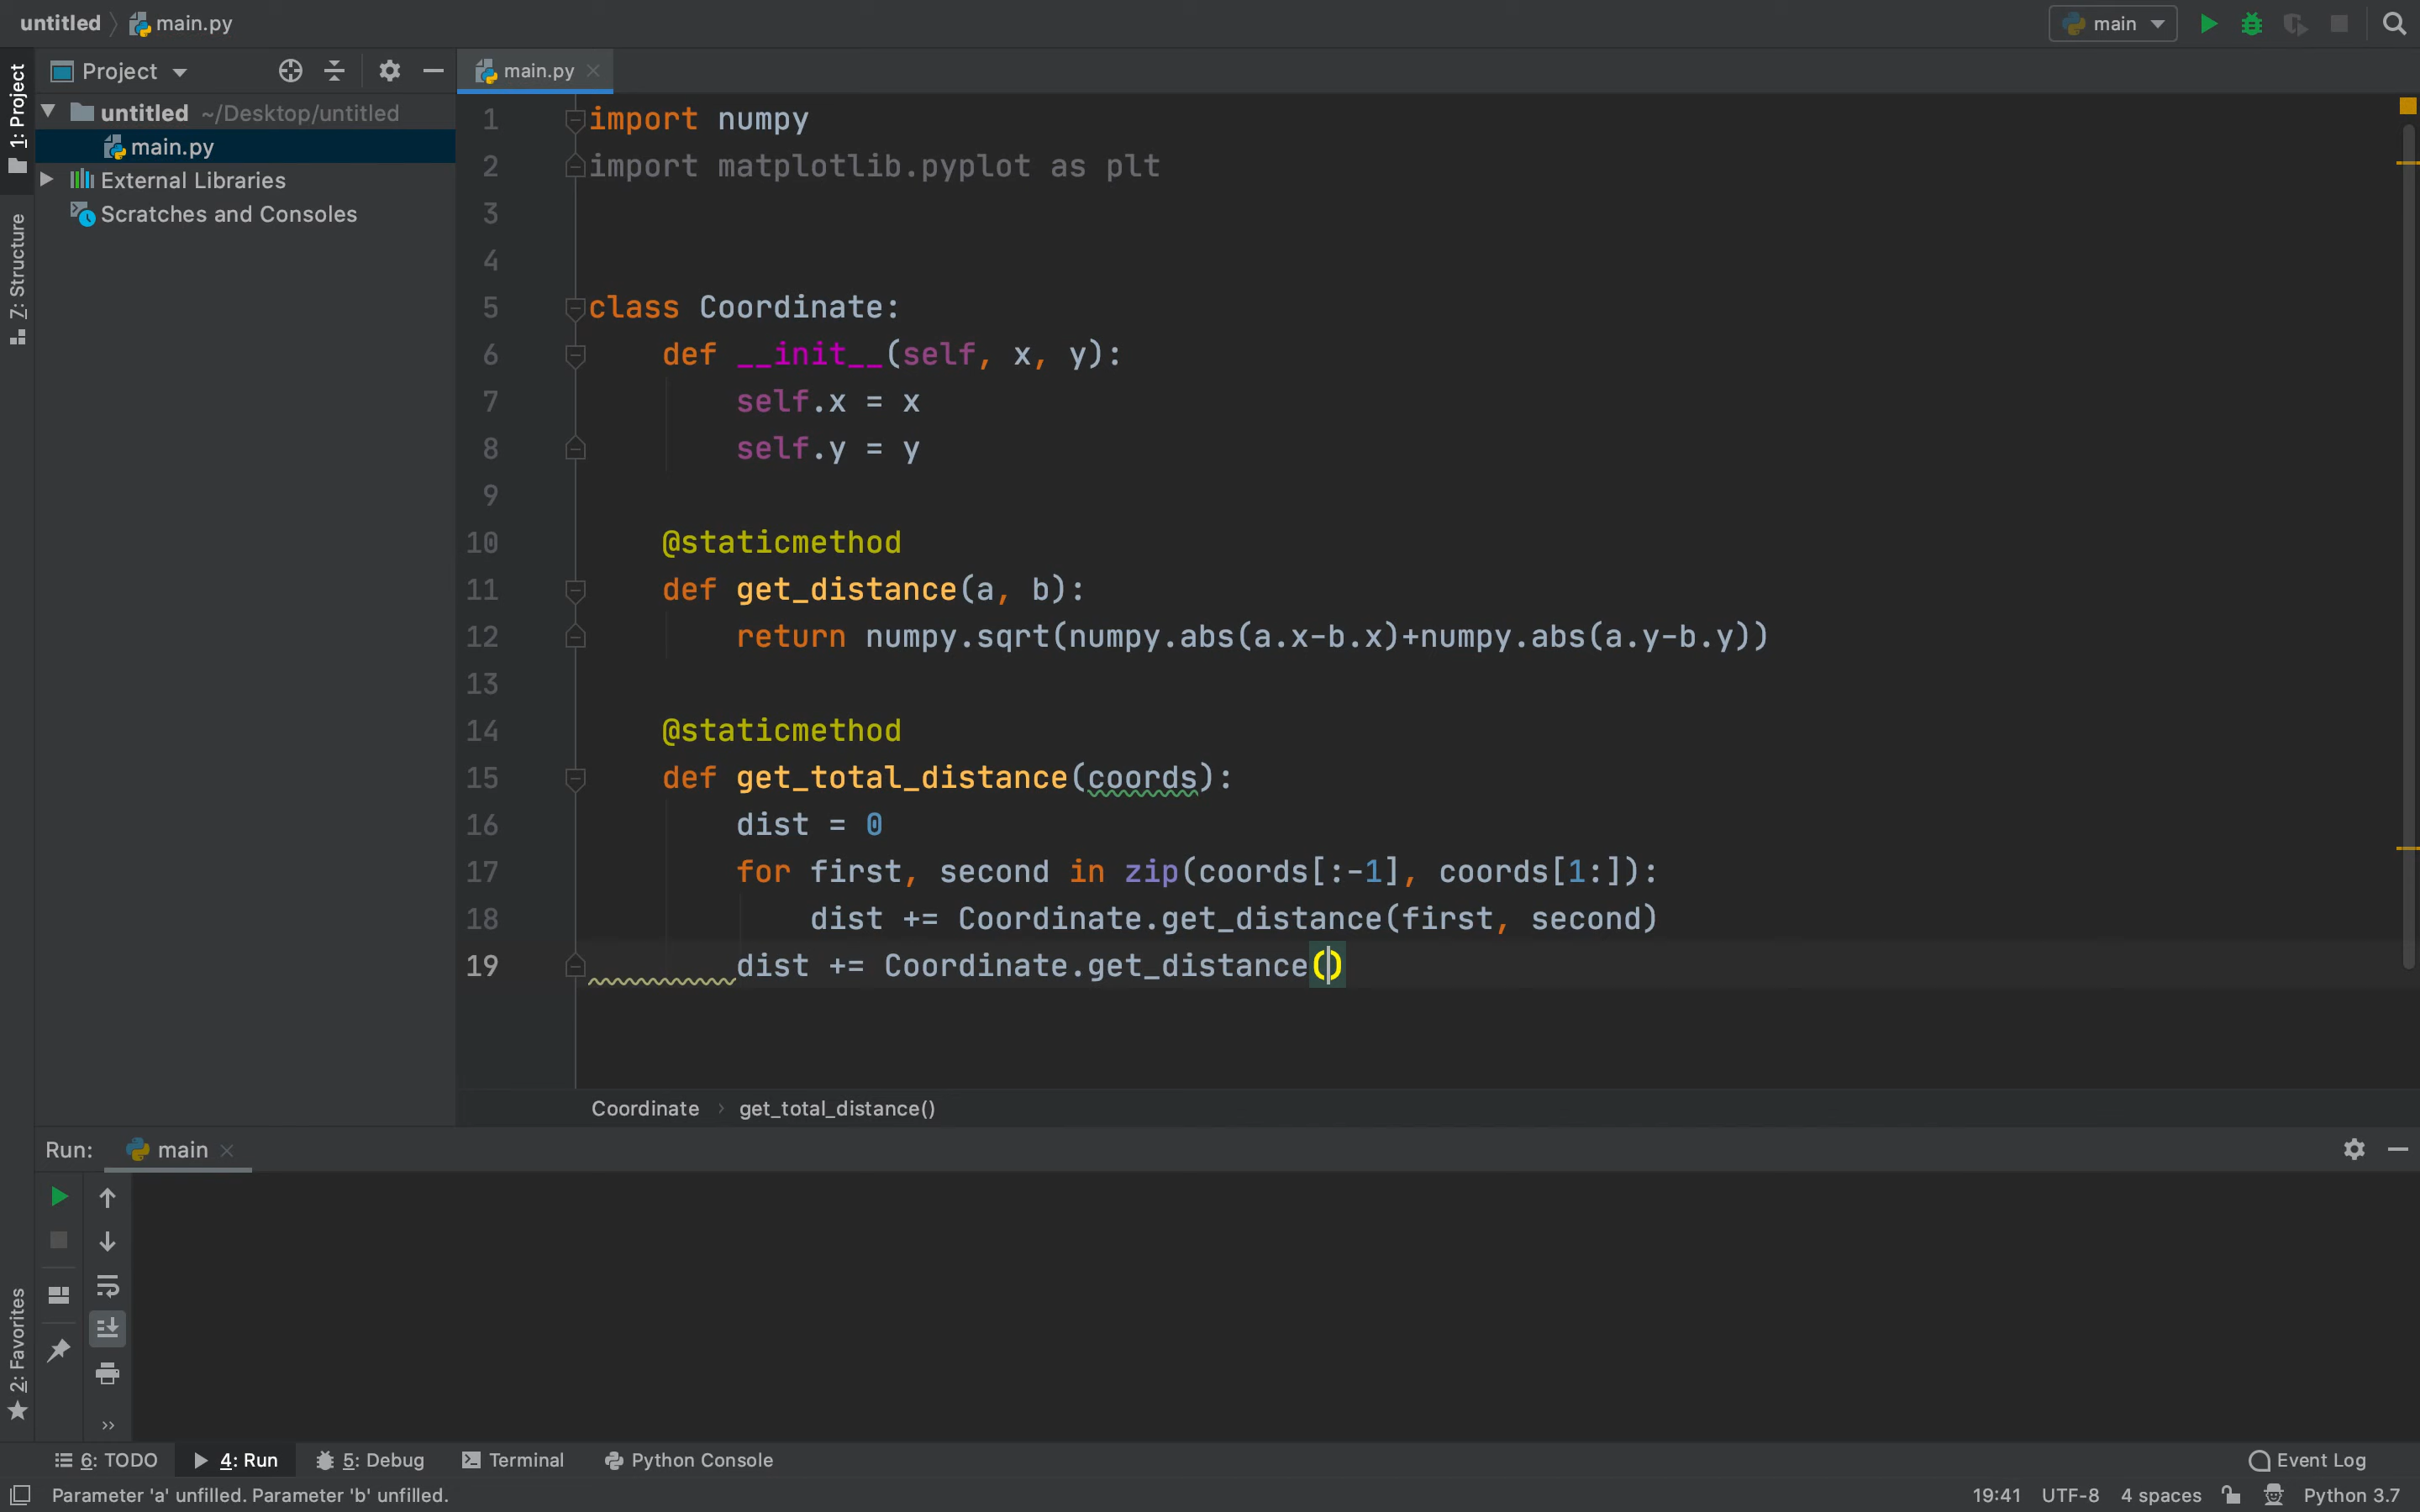 untitled main.py
main
1: Project
Project
main.py
untitled ~/Desktop/untitled
main.py
External Libraries
Scratches and Consoles
7: Structure
1 import numpy
2 import matplotlib.pyplot as plt
3
4
5 class Coordinate:
6 def __init__(self, x, y):
7 self.x = x
8 self.y = y
9
10 @staticmethod
11 def get_distance(a, b):
12 return numpy.sqrt(numpy.abs(a.x-b.x)+numpy.abs(a.y-b.y))
13
14 @staticmethod
15 def get_total_distance(coords):
16 dist = 0
17 for first, second in zip(coords[:-1], coords[1:]):
18 dist += Coordinate.get_distance(first, second)
19 dist += Coordinate.get_distance()
Coordinate › get_total_distance()
Run: main
2: Favorites
»
6: TODO 4: Run 5: Debug Terminal Python Console Event Log
Parameter 'a' unfilled. Parameter 'b' unfilled. 19:41 UTF-8 4 spaces Python 3.7